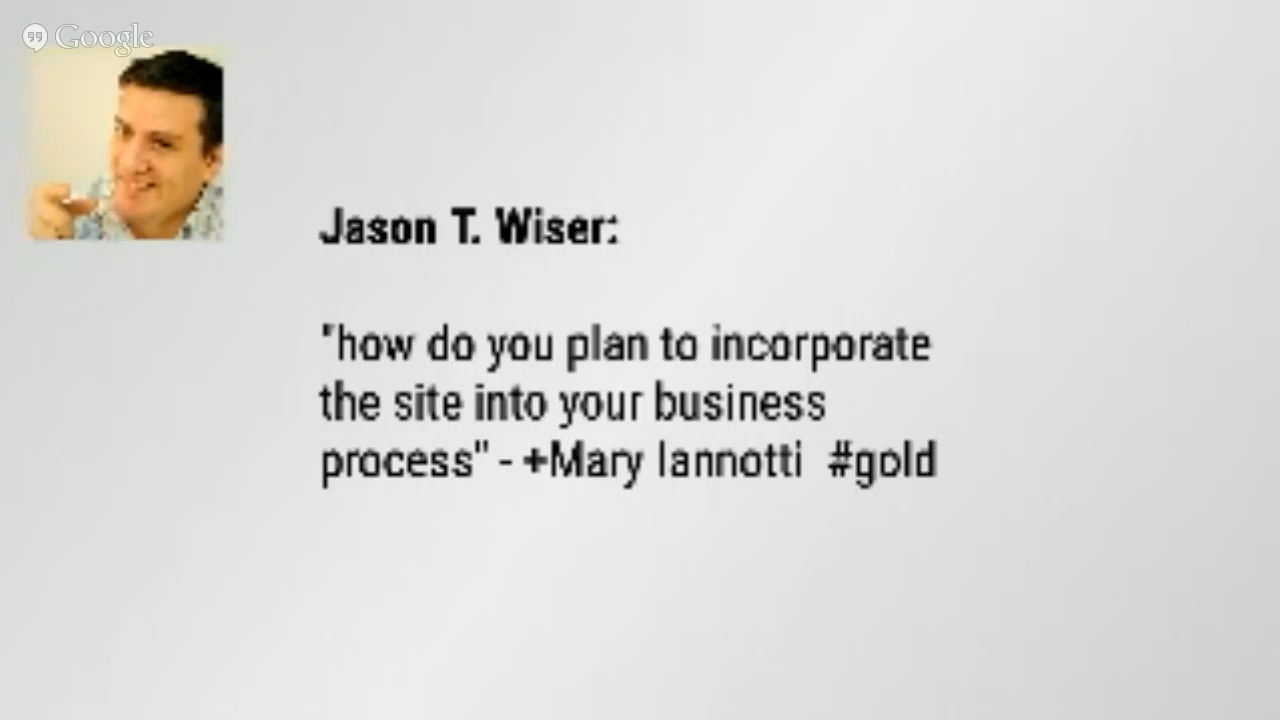 Google
Jason T. Wiser:
"how do you plan to incorporate
the site into your business
process" - +Mary Iannotti #gold